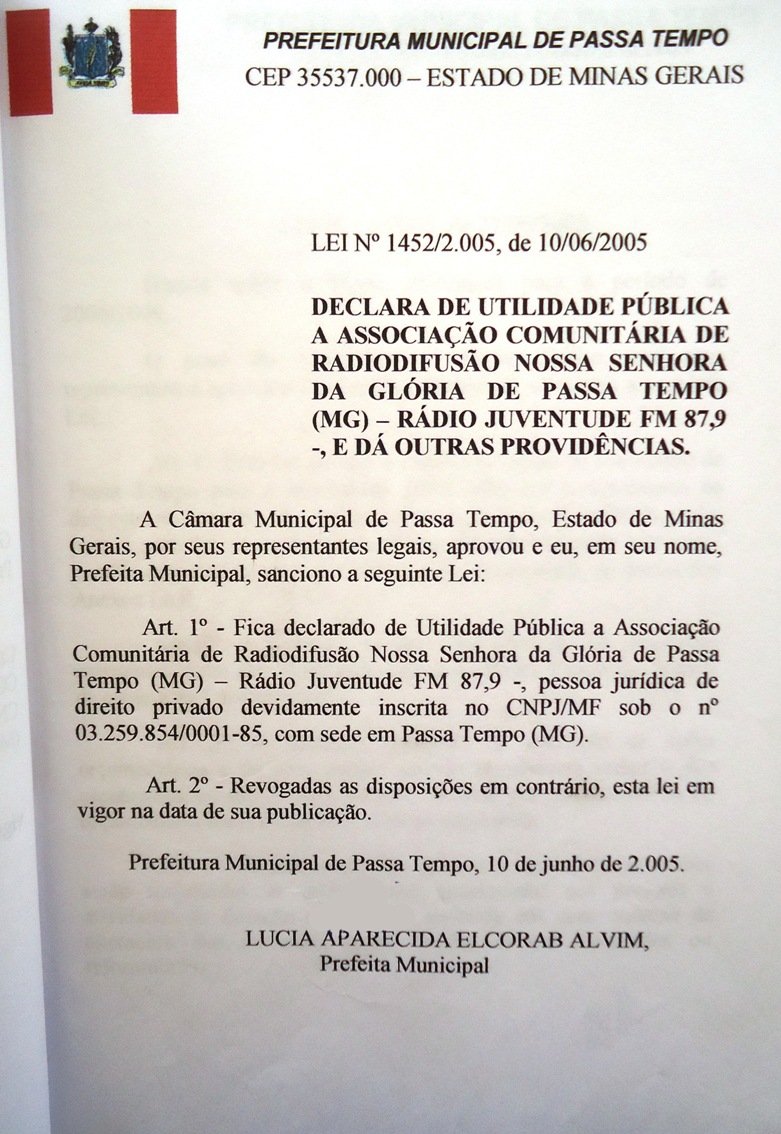 PREFEITURA MUNICIPAL DE PASSA TEMPO
CEP 35537.000 – ESTADO DE MINAS GERAIS
LEI Nº 1452/2.005, de 10/06/2005
DECLARA DE UTILIDADE PÚBLICA
A ASSOCIAÇÃO COMUNITÁRIA DE
RADIODIFUSÃO NOSSA SENHORA
DA GLÓRIA DE PASSA TEMPO
(MG) – RÁDIO JUVENTUDE FM 87,9
-, E DÁ OUTRAS PROVIDÊNCIAS.
A Câmara Municipal de Passa Tempo, Estado de Minas
Gerais, por seus representantes legais, aprovou e eu, em seu nome,
Prefeita Municipal, sanciono a seguinte Lei:
Art. 1º - Fica declarado de Utilidade Pública a Associação
Comunitária de Radiodifusão Nossa Senhora da Glória de Passa
Tempo (MG) – Rádio Juventude FM 87,9 -, pessoa jurídica de
direito privado devidamente inscrita no CNPJ/MF sob o nº
03.259.854/0001-85, com sede em Passa Tempo (MG).
Art. 2º - Revogadas as disposições em contrário, esta lei em
vigor na data de sua publicação.
Prefeitura Municipal de Passa Tempo, 10 de junho de 2.005.
LUCIA APARECIDA ELCORAB ALVIM,
Prefeita Municipal